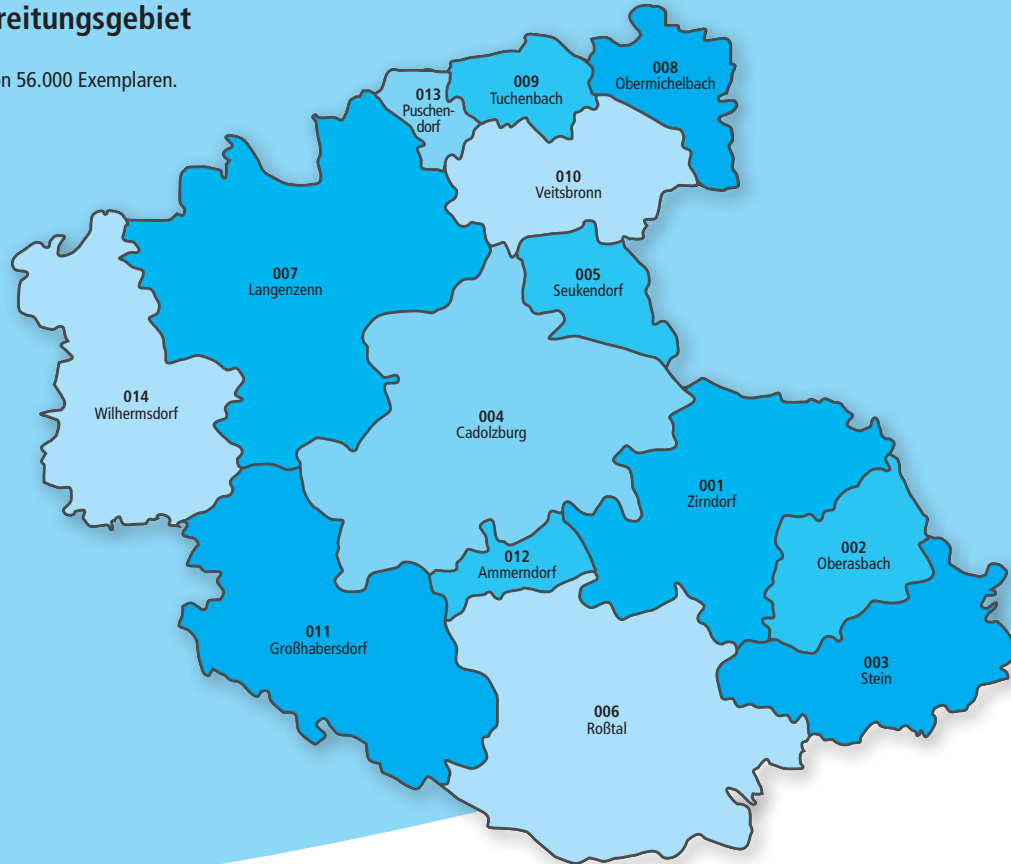 reitungsgebiet
on 56.000 Exemplaren.
008
Obermichelbach
009
Tuchenbach
013
Puschen-
dorf
010
Veitsbronn
007
Langenzenn
005
Seukendorf
014
Wilhermsdorf
004
Cadolzburg
001
Zirndorf
002
Oberasbach
012
Ammerndorf
011
Großhabersdorf
003
Stein
006
Roßtal